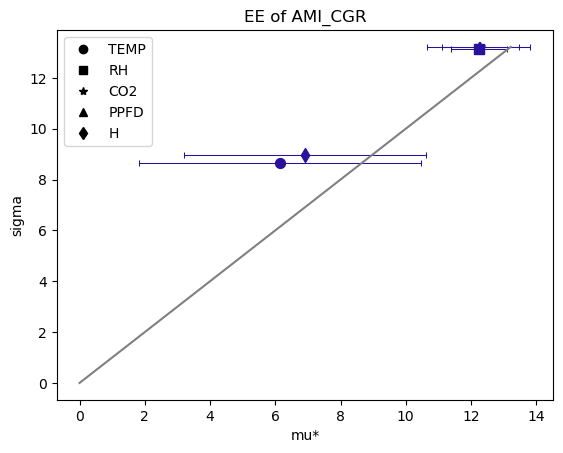 EE of AMI_CGR
TEMP
RH
CO2
PPFD
H
sigma
12
10
8
6
4
2
0
0 2 4 6 8 10 12 14
mu*